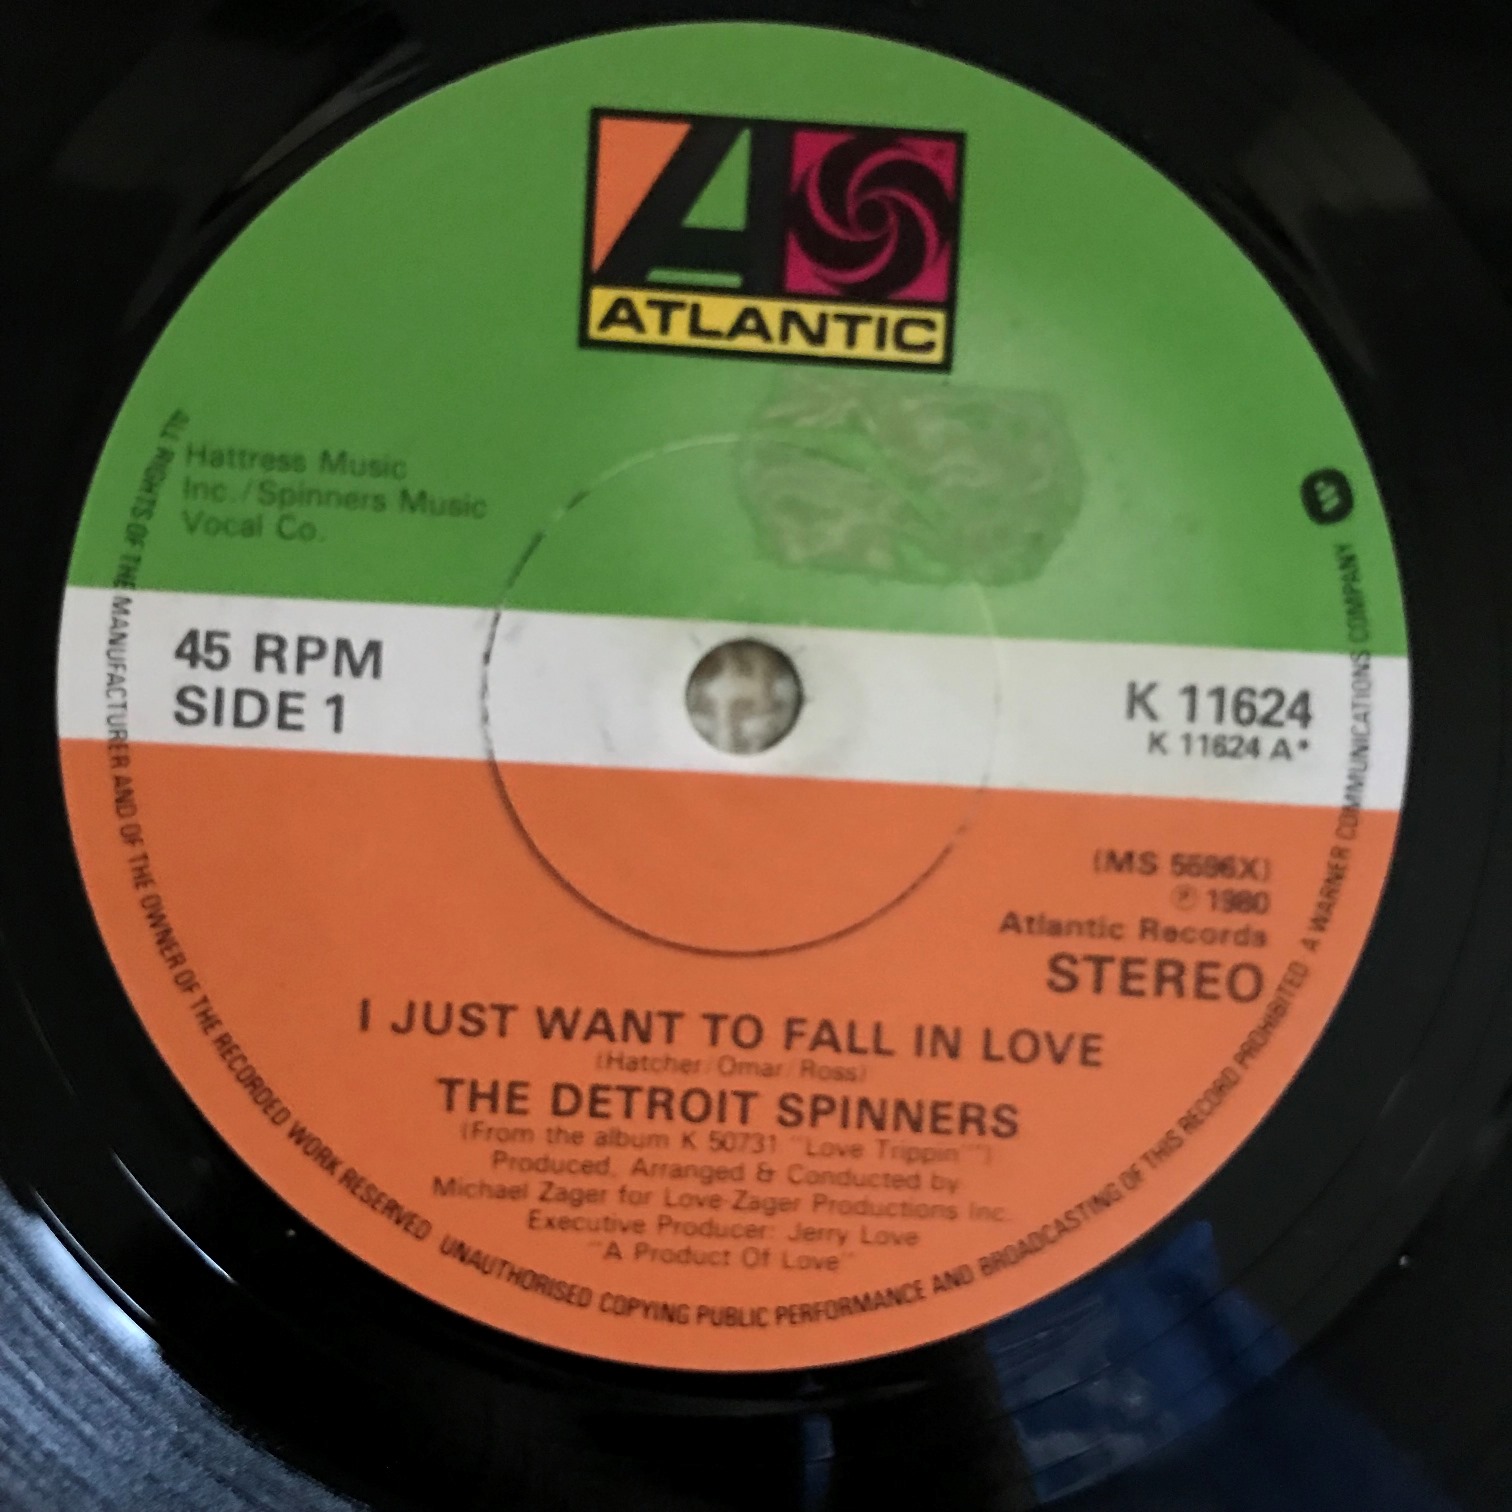 ATLANTIC
Hattress Music
Inc./Spinners Music
Vocal Co.
45 RPM
SIDE 1
K 11624
K 11624 A*
(MS 5596X)
℗ 1980
Atlantic Records
STEREO
I JUST WANT TO FALL IN LOVE
(Hatcher/Omar/Ross)
THE DETROIT SPINNERS
(From the album K 50731 "Love Trippin'")
Produced, Arranged & Conducted by
Michael Zager for Love-Zager Productions Inc.
Executive Producer: Jerry Love
"A Product Of Love"
ALL RIGHTS OF THE MANUFACTURER AND OF THE OWNER OF THE RECORDED WORK RESERVED UNAUTHORISED COPYING PUBLIC PERFORMANCE AND BROADCASTING OF THIS RECORD PROHIBITED A WARNER COMMUNICATIONS COMPANY